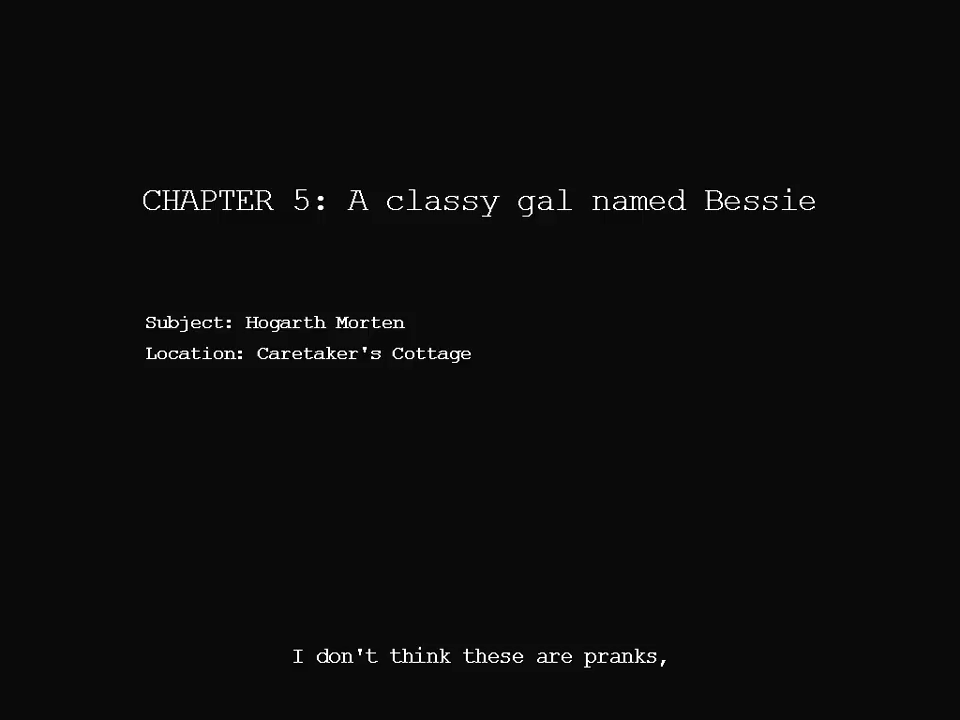 CHAPTER 5: A classy gal named Bessie
Subject: Hogarth Morten
Location: Caretaker's Cottage
I don't think these are pranks,